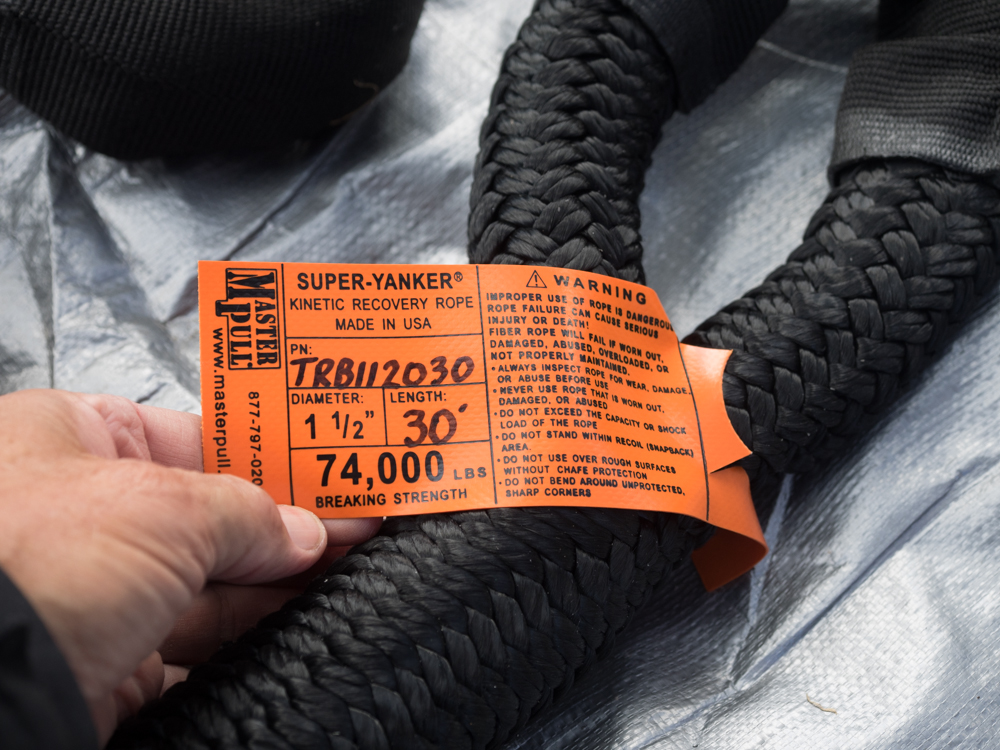 MASTER
PULL
www.masterpull.
877-797-020
SUPER-YANKER®
KINETIC RECOVERY ROPE
MADE IN USA
PN:
TRB112030
DIAMETER:
1 1/2"
LENGTH:
30'
74,000 LBS
BREAKING STRENGTH
⚠ WARNING
IMPROPER USE OF ROPE IS DANGEROUS
ROPE FAILURE CAN CAUSE SERIOUS
INJURY OR DEATH!
FIBER ROPE WILL FAIL IF WORN OUT,
DAMAGED, ABUSED, OVERLOADED, OR
NOT PROPERLY MAINTAINED.
• ALWAYS INSPECT ROPE FOR WEAR, DAMAGE,
OR ABUSE BEFORE USE
• NEVER USE ROPE THAT IS WORN OUT,
DAMAGED, OR ABUSED
• DO NOT EXCEED THE CAPACITY OR SHOCK
LOAD OF THE ROPE
• DO NOT STAND WITHIN RECOIL (SNAPBACK)
AREA.
• DO NOT USE OVER ROUGH SURFACES
WITHOUT CHAFE PROTECTION
• DO NOT BEND AROUND UNPROTECTED,
SHARP CORNERS